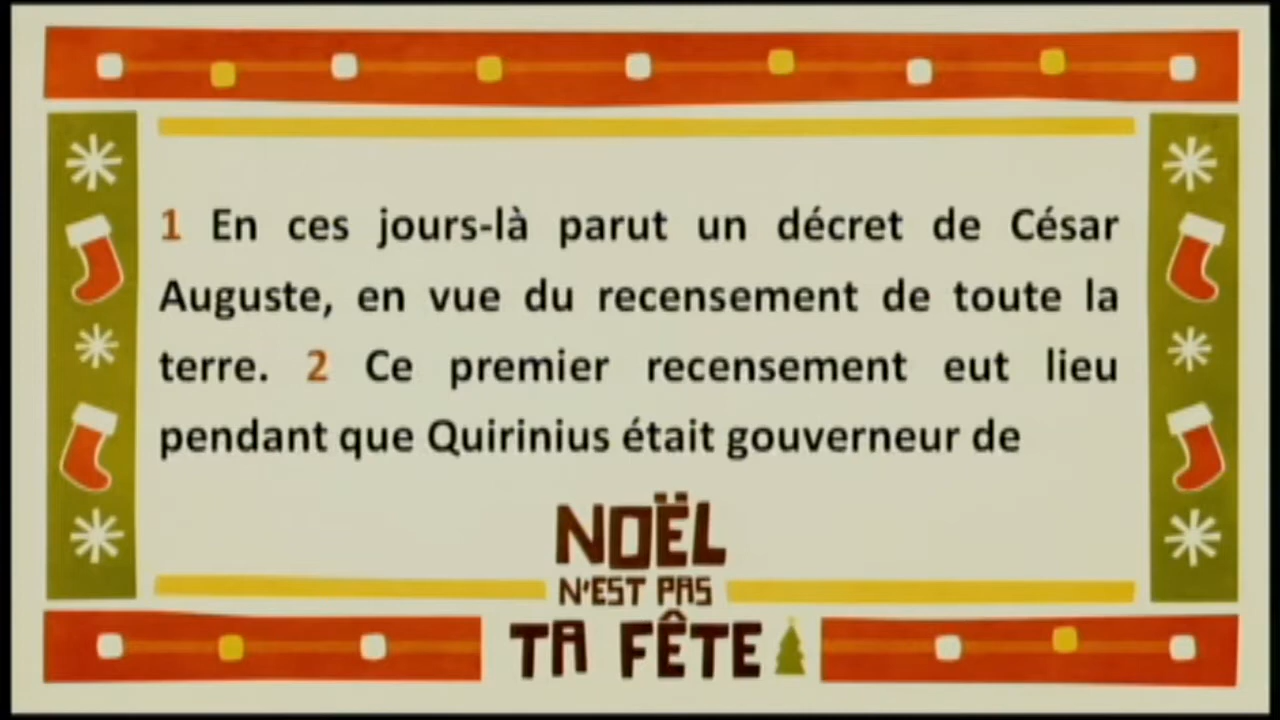 1 En ces jours-là parut un décret de César
Auguste, en vue du recensement de toute la
terre. 2 Ce premier recensement eut lieu
pendant que Quirinius était gouverneur de
NOËL
N'EST PAS
TA FÊTE